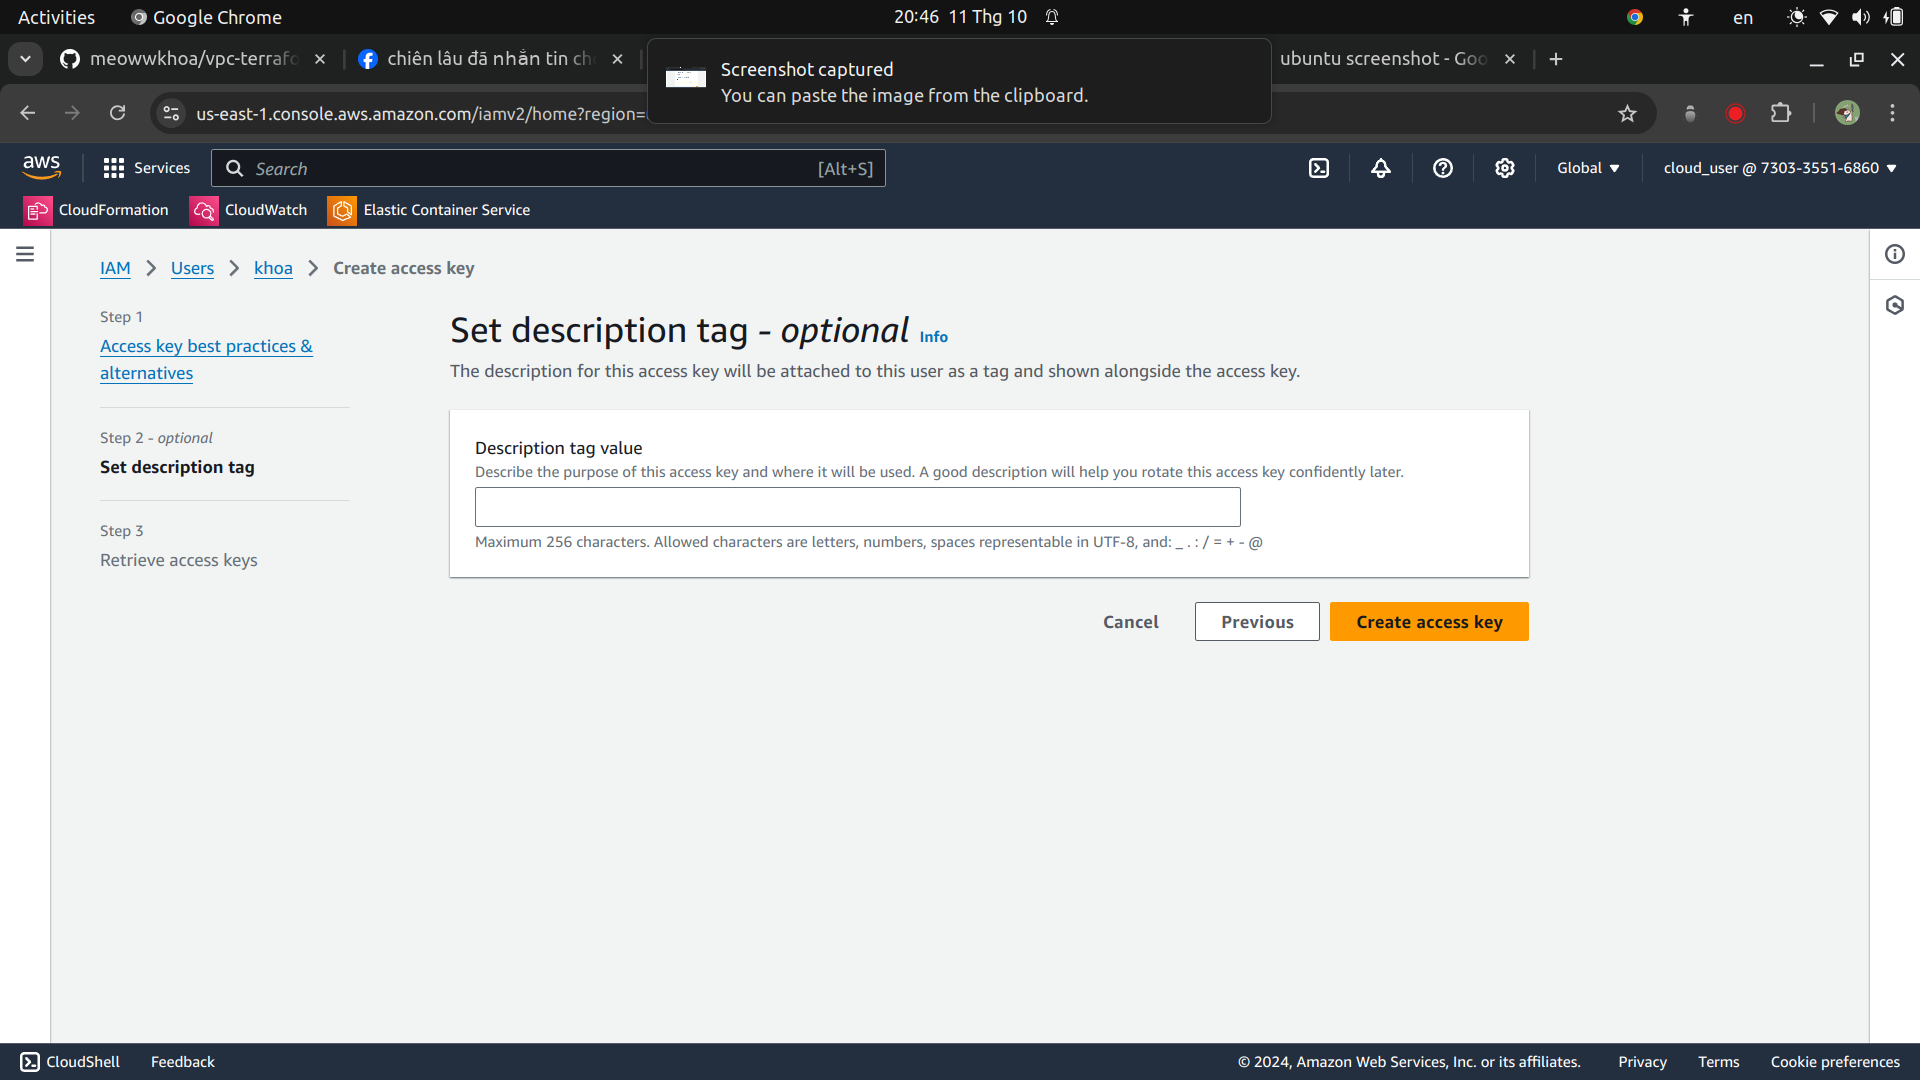 Activities
Google Chrome
20:46 11 Thg 10
en
meowwkhoa/vpc-terrafo
chiên lâu đã nhắn tin ch
Screenshot captured
You can paste the image from the clipboard.
ubuntu screenshot - Goo
us-east-1.console.aws.amazon.com/iamv2/home?region=
aws
Services
Search
[Alt+S]
Global
cloud_user @ 7303-3551-6860
CloudFormation
CloudWatch
Elastic Container Service
IAM
Users
khoa
Create access key
Step 1
Access key best practices &
alternatives
Step 2 - optional
Set description tag
Step 3
Retrieve access keys
Set description tag - optional Info
The description for this access key will be attached to this user as a tag and shown alongside the access key.
Description tag value
Describe the purpose of this access key and where it will be used. A good description will help you rotate this access key confidently later.
Maximum 256 characters. Allowed characters are letters, numbers, spaces representable in UTF-8, and: _ . : / = + - @
Cancel
Previous
Create access key
CloudShell
Feedback
© 2024, Amazon Web Services, Inc. or its affiliates.
Privacy
Terms
Cookie preferences